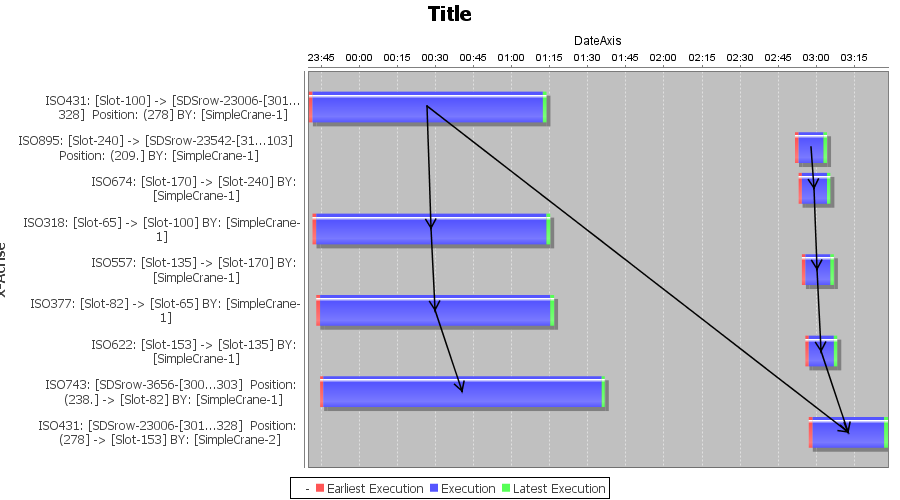 Title
DateAxis
23:45 00:00 00:15 00:30 00:45 01:00 01:15 01:30 01:45 02:00 02:15 02:30 02:45 03:00 03:15
ISO431: [Slot-100] -> [SDSrow-23006-[301...
328] Position: (278] BY: [SimpleCrane-1]
ISO895: [Slot-240] -> [SDSrow-23542-[31...103]
Position: (209.] BY: [SimpleCrane-1]
ISO674: [Slot-170] -> [Slot-240] BY:
[SimpleCrane-1]
ISO318: [Slot-65] -> [Slot-100] BY: [SimpleCrane-
1]
ISO557: [Slot-135] -> [Slot-170] BY:
[SimpleCrane-1]
ISO377: [Slot-82] -> [Slot-65] BY: [SimpleCrane-
1]
ISO622: [Slot-153] -> [Slot-135] BY:
[SimpleCrane-1]
ISO743: [SDSrow-3656-[300...303] Position:
(238.] -> [Slot-82] BY: [SimpleCrane-1]
ISO431: [SDSrow-23006-[301...328] Position:
(278] -> [Slot-153] BY: [SimpleCrane-2]
- Earliest Execution Execution Latest Execution